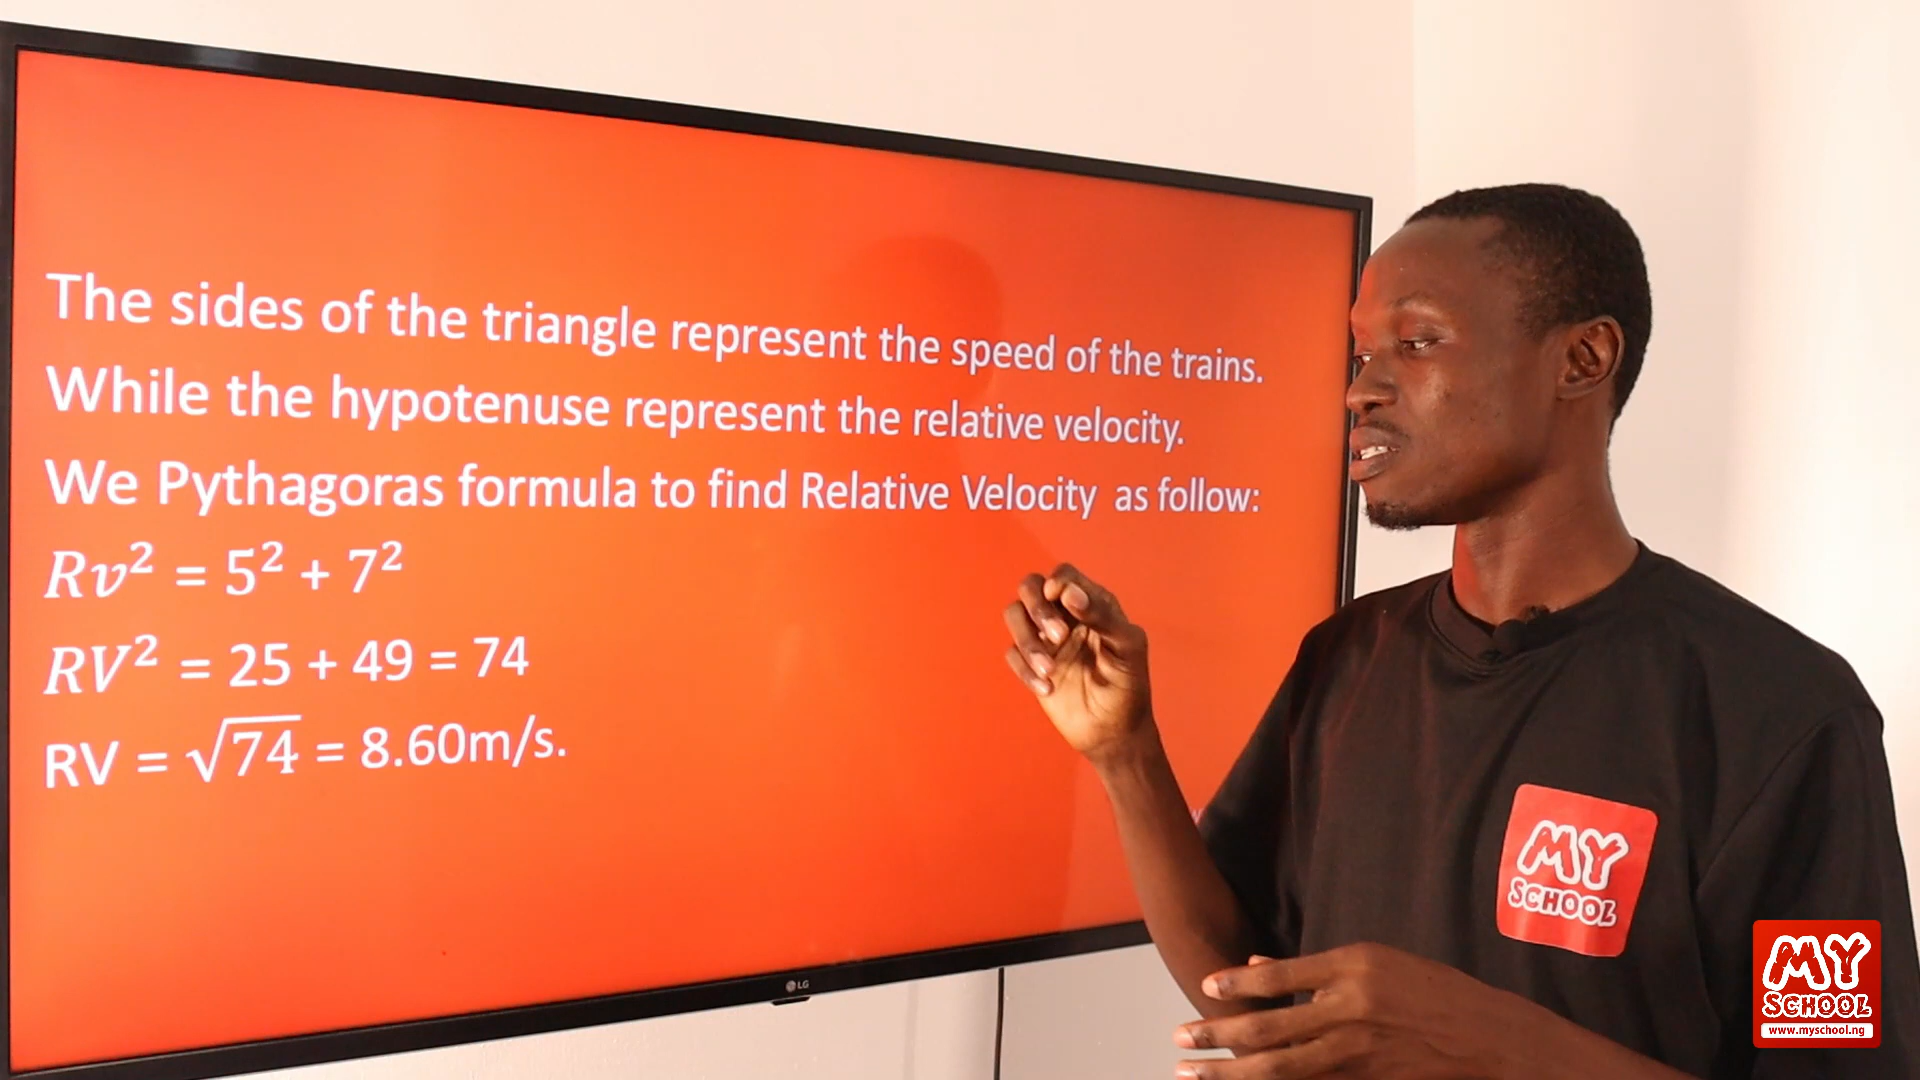 The sides of the triangle represent the speed of the trains.
While the hypotenuse represent the relative velocity.
We Pythagoras formula to find Relative Velocity as follow:
Rv² = 5² + 7²
RV² = 25 + 49 = 74
RV = √74 = 8.60m/s.
LG
MY
SCHOOL
MY
SCHOOL
www.myschool.ng